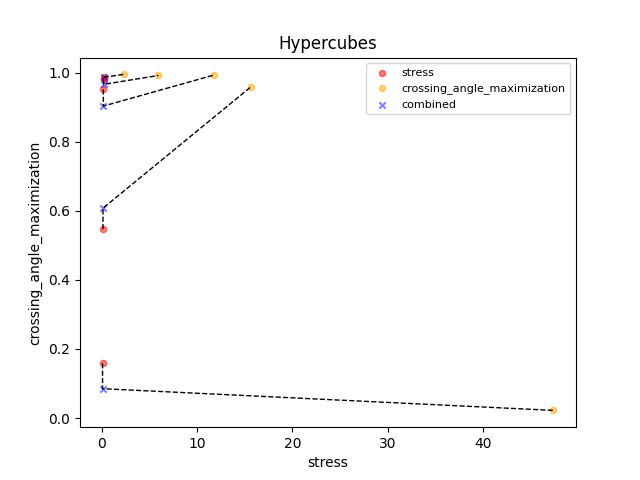 Hypercubes
stress
crossing_angle_maximization
combined
crossing_angle_maximization
1.0
0.8
0.6
0.4
0.2
0.0
0
10
20
30
40
stress